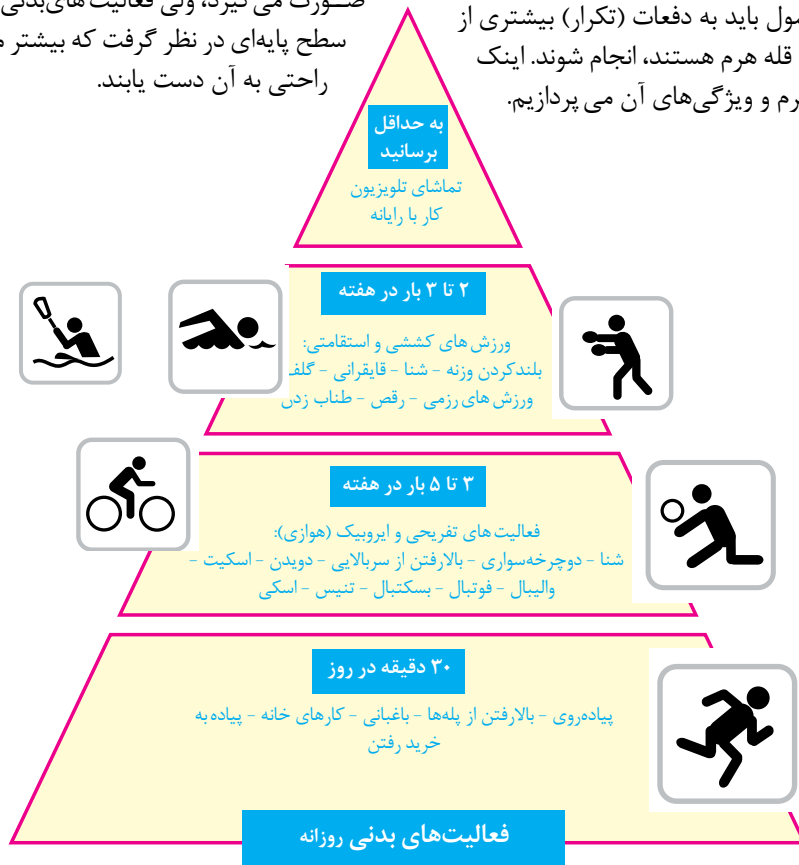 سول باید به دفعات (تکرار) بیشتری از
قله هرم هستند، انجام شوند. اینک
رم و ویژگی‌های آن می پردازیم.
صـورت می گیرد، ولی فعالیت های‌بدنی
سطح پایه‌ای در نظر گرفت که بیشتر
راحتی به آن دست یابند.
به حداقل
برسانید
تماشای تلویزیون
کار با رایانه
۲ تا ۳ بار در هفته
ورزش های کششی و استقامتی:
بلندکردن وزنه - شنا - قایقرانی - گلف
ورزش های رزمی - رقص - طناب زدن
۳ تا ۵ بار در هفته
فعالیت های تفریحی و ایروبیک (هوازی):
شنا - دوچرخه‌سواری - بالارفتن از سربالایی - دویدن - اسکیت -
والیبال - فوتبال - بسکتبال - تنیس - اسکی
۳۰ دقیقه در روز
پیاده‌روی - بالارفتن از پله‌ها - باغبانی - کارهای خانه - پیاده به
خرید رفتن
فعالیت‌های بدنی روزانه